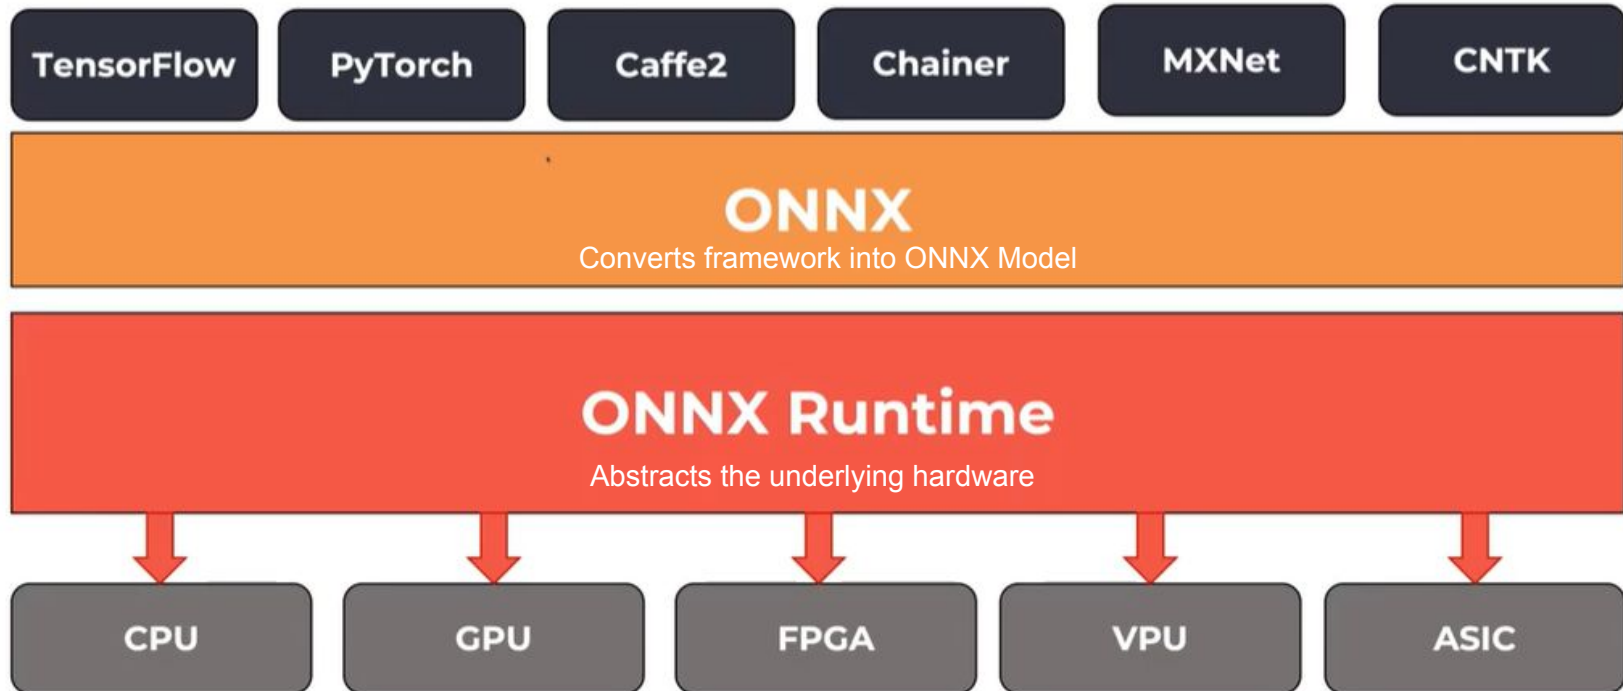 TensorFlow
PyTorch
Caffe2
Chainer
MXNet
CNTK
ONNX
Converts framework into ONNX Model
ONNX Runtime
Abstracts the underlying hardware
CPU
GPU
FPGA
VPU
ASIC